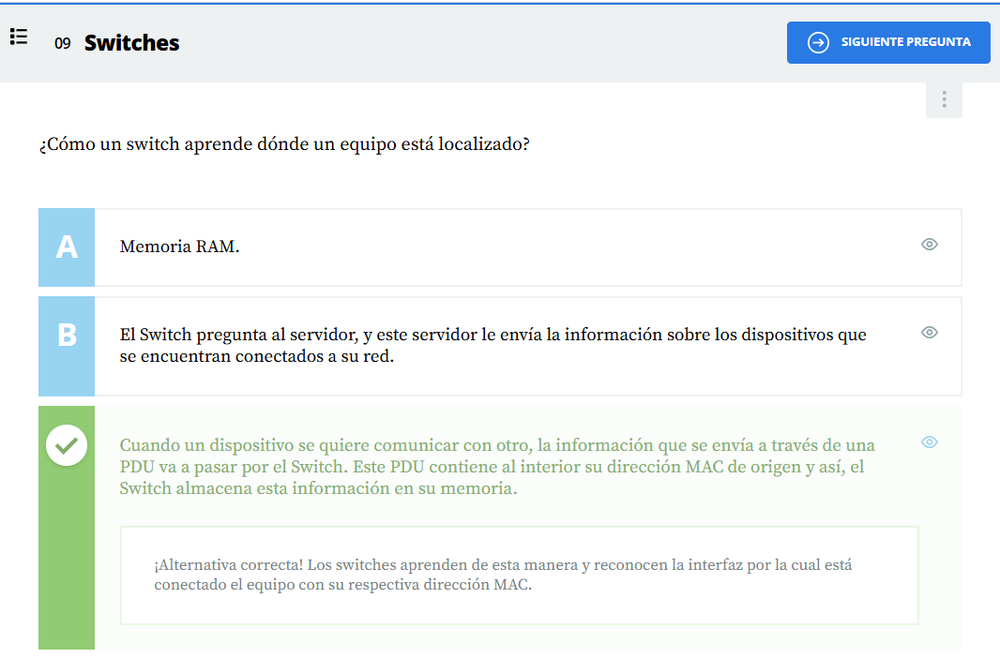 09 Switches
SIGUIENTE PREGUNTA
¿Cómo un switch aprende dónde un equipo está localizado?
A
Memoria RAM.
B
El Switch pregunta al servidor, y este servidor le envía la información sobre los dispositivos que
se encuentran conectados a su red.
Cuando un dispositivo se quiere comunicar con otro, la información que se envía a través de una
PDU va a pasar por el Switch. Este PDU contiene al interior su dirección MAC de origen y así, el
Switch almacena esta información en su memoria.
¡Alternativa correcta! Los switches aprenden de esta manera y reconocen la interfaz por la cual está
conectado el equipo con su respectiva dirección MAC.